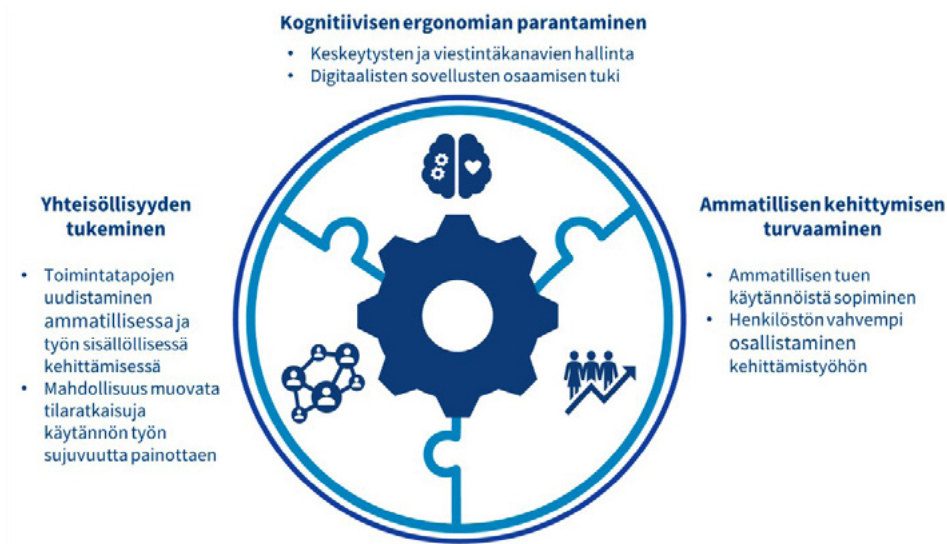 Kognitiivisen ergonomian parantaminen
• Keskeytysten ja viestintäkanavien hallinta
• Digitaalisten sovellusten osaamisen tuki
Yhteisöllisyyden
tukeminen
• Toimintatapojen
uudistaminen
ammatillisessa ja
työn sisällöllisessä
kehittämisessä
• Mahdollisuus muovata
tilaratkaisuja
käytännön työn
sujuvuutta painottaen
Ammatillisen kehittymisen
turvaaminen
• Ammatillisen tuen
käytännöistä sopiminen
• Henkilöstön vahvempi
osallistaminen
kehittämistyöhön